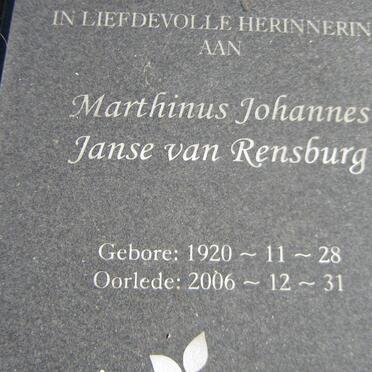 IN LIEFDEVOLLE HERINNERIN
AAN
Marthinus Johannes
Janse van Rensburg
Gebore: 1920 ~ 11 ~ 28
Oorlede: 2006 ~ 12 ~ 31